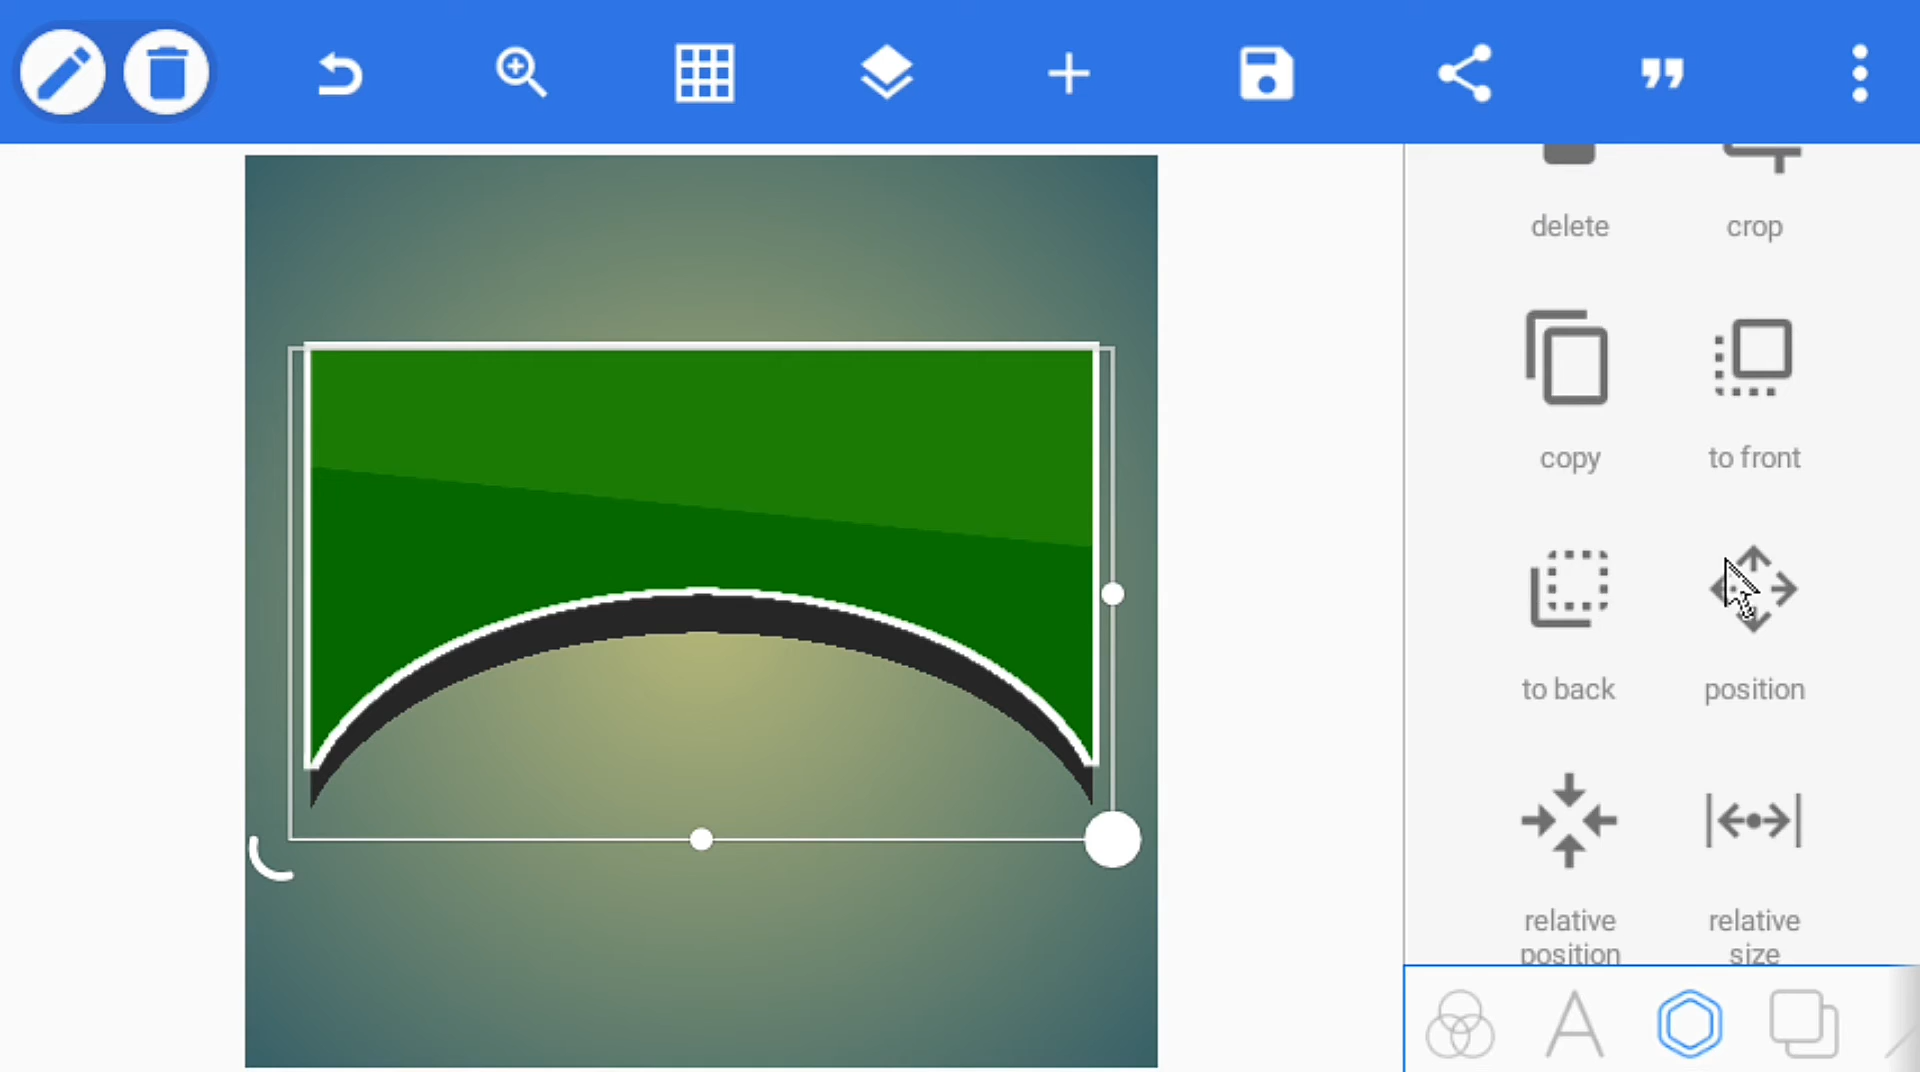 delete
crop
copy
to front
to back
position
relative
position
relative
size